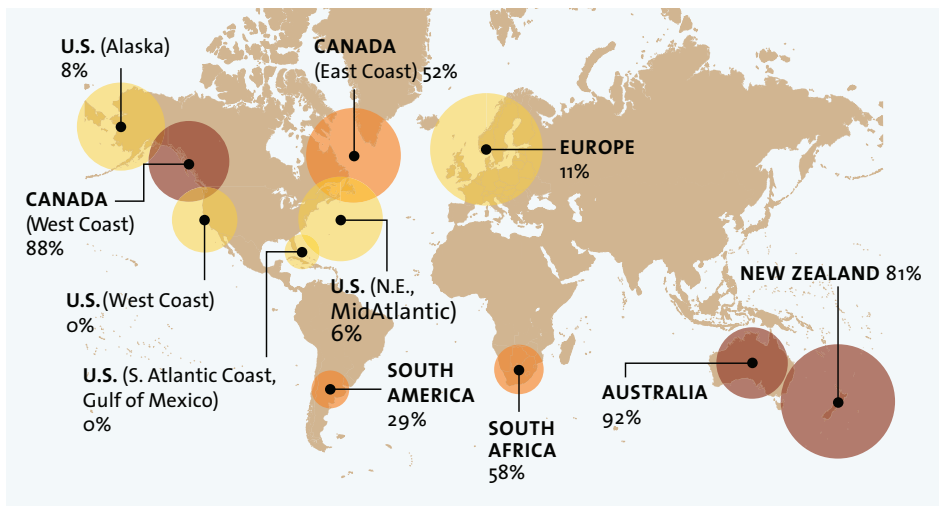 U.S. (Alaska)
8%
CANADA
(East Coast) 52%
EUROPE
11%
CANADA
(West Coast)
88%
U.S.(West Coast)
0%
U.S. (N.E.,
MidAtlantic)
6%
NEW ZEALAND 81%
U.S. (S. Atlantic Coast,
Gulf of Mexico)
0%
SOUTH
AMERICA
29%
SOUTH
AFRICA
58%
AUSTRALIA
92%